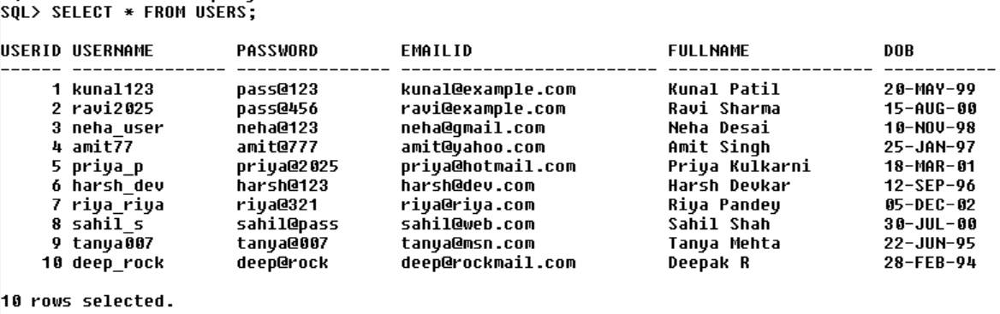 SQL> SELECT * FROM USERS;
USERID USERNAME PASSWORD EMAILID FULLNAME DOB
------ --------------- --------------- ------------------------- -------------------- -----------
1 kunal123 pass@123 kunal@example.com Kunal Patil 20-MAY-99
2 ravi2025 pass@456 ravi@example.com Ravi Sharma 15-AUG-00
3 neha_user neha@123 neha@gmail.com Neha Desai 10-NOV-98
4 amit77 amit@777 amit@yahoo.com Amit Singh 25-JAN-97
5 priya_p priya@2025 priya@hotmail.com Priya Kulkarni 18-MAR-01
6 harsh_dev harsh@123 harsh@dev.com Harsh Devkar 12-SEP-96
7 riya_riya riya@321 riya@riya.com Riya Pandey 05-DEC-02
8 sahil_s sahil@pass sahil@web.com Sahil Shah 30-JUL-00
9 tanya007 tanya@007 tanya@msn.com Tanya Mehta 22-JUN-95
10 deep_rock deep@rock deep@rockmail.com Deepak R 28-FEB-94
10 rows selected.